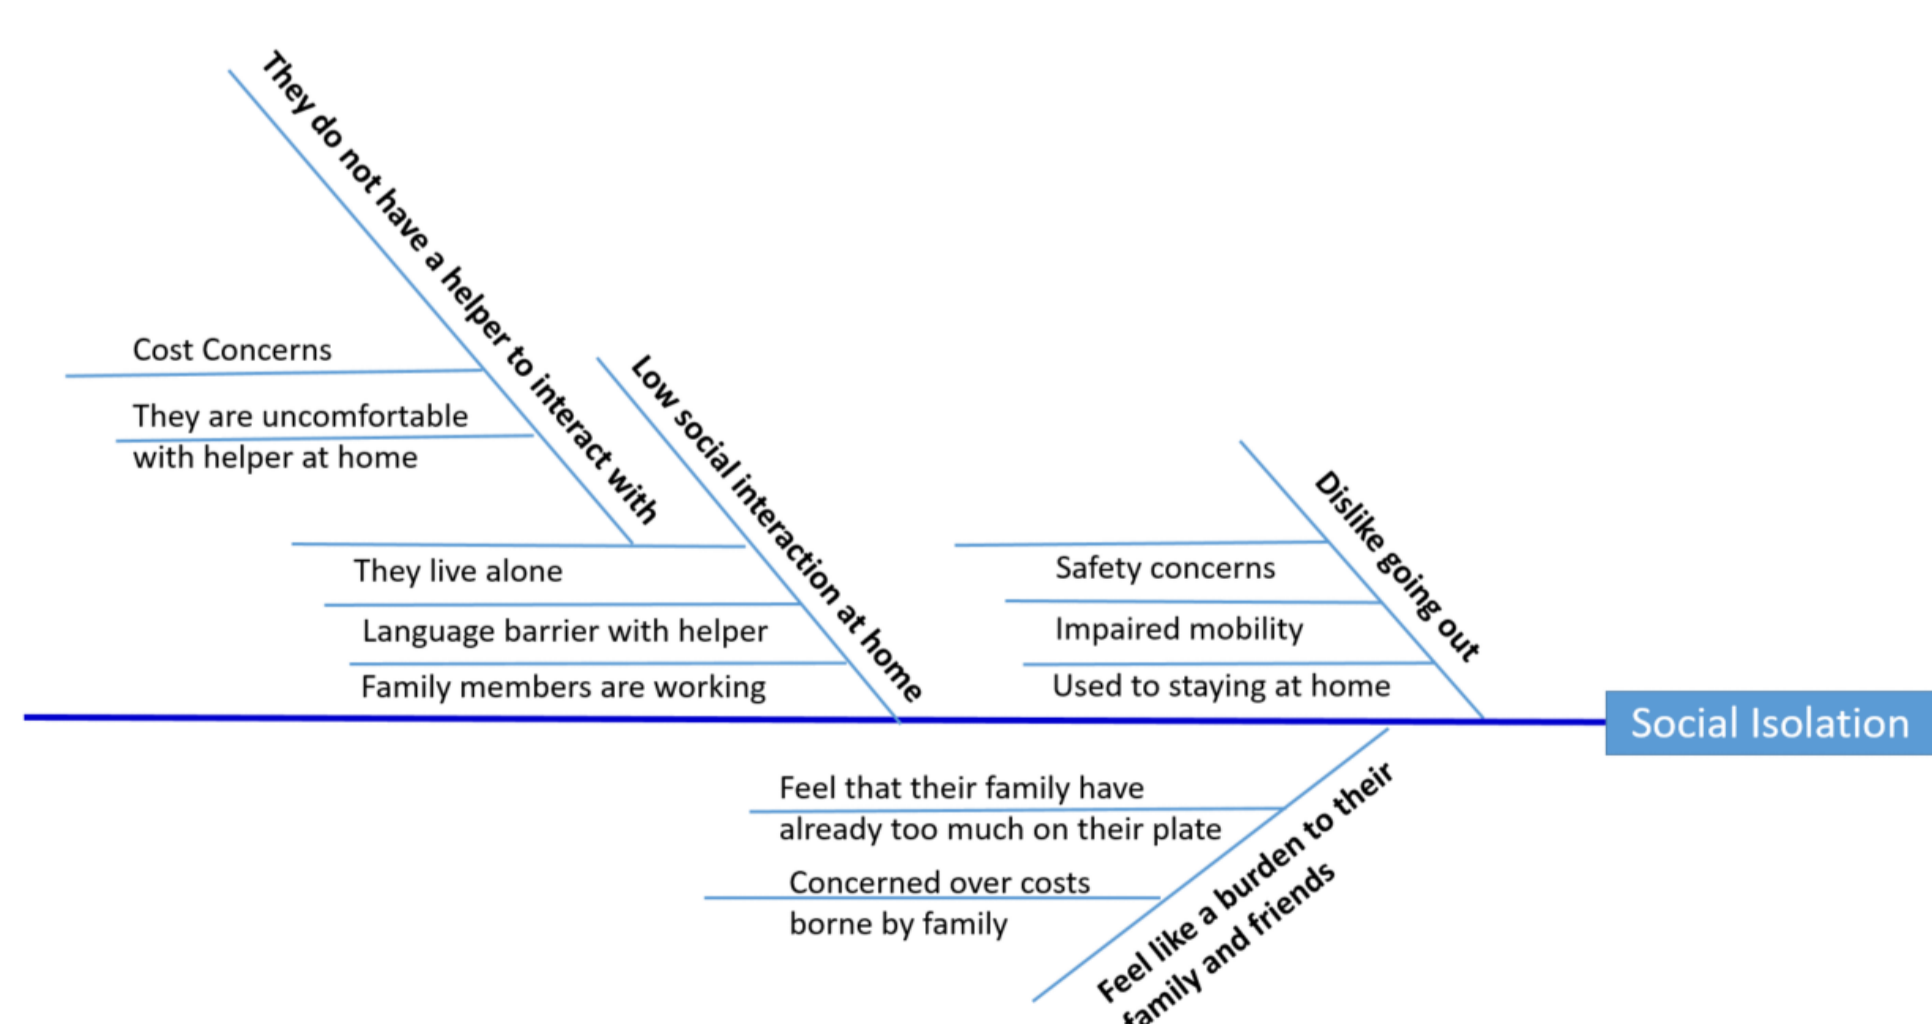 They do not have a helper to interact with
Cost Concerns
They are uncomfortable
with helper at home
Low social interaction at home
They live alone
Language barrier with helper
Family members are working
Dislike going out
Safety concerns
Impaired mobility
Used to staying at home
Social Isolation
Feel that their family have
already too much on their plate
Concerned over costs
borne by family
Feel like a burden to their
family and friends